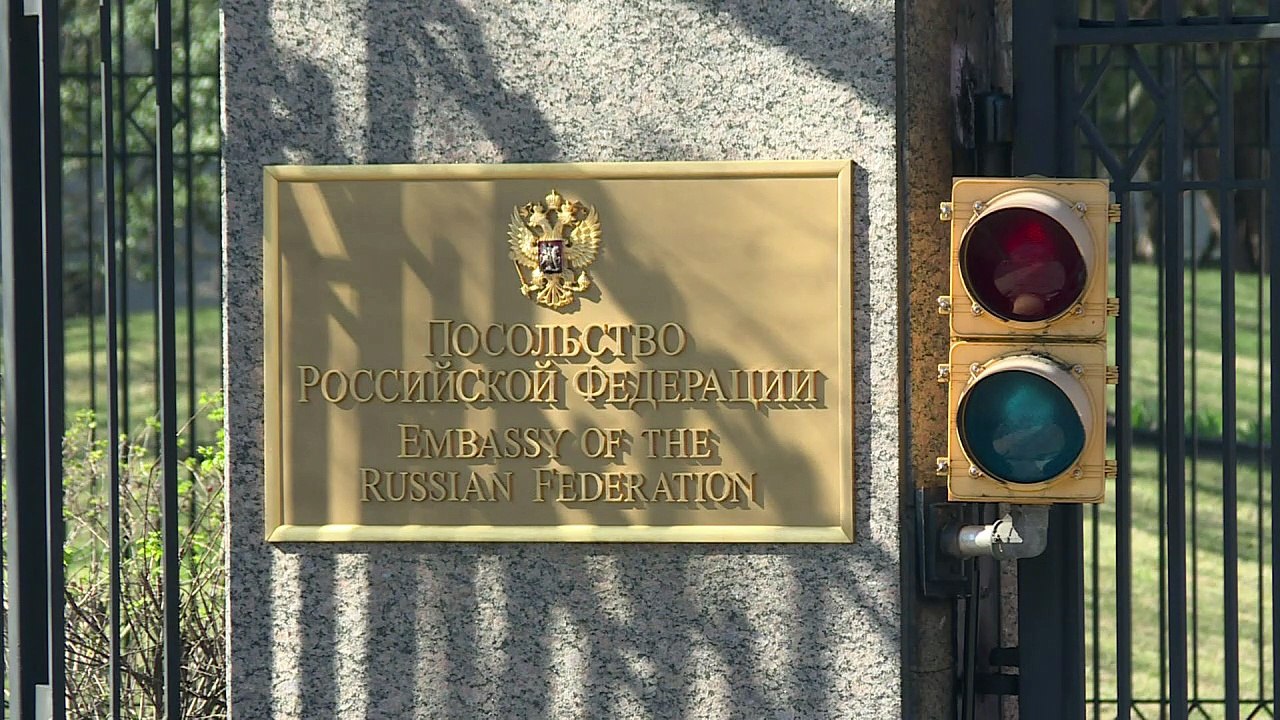 Посольство
Российской Федерации
Embassy of the
Russian Federation